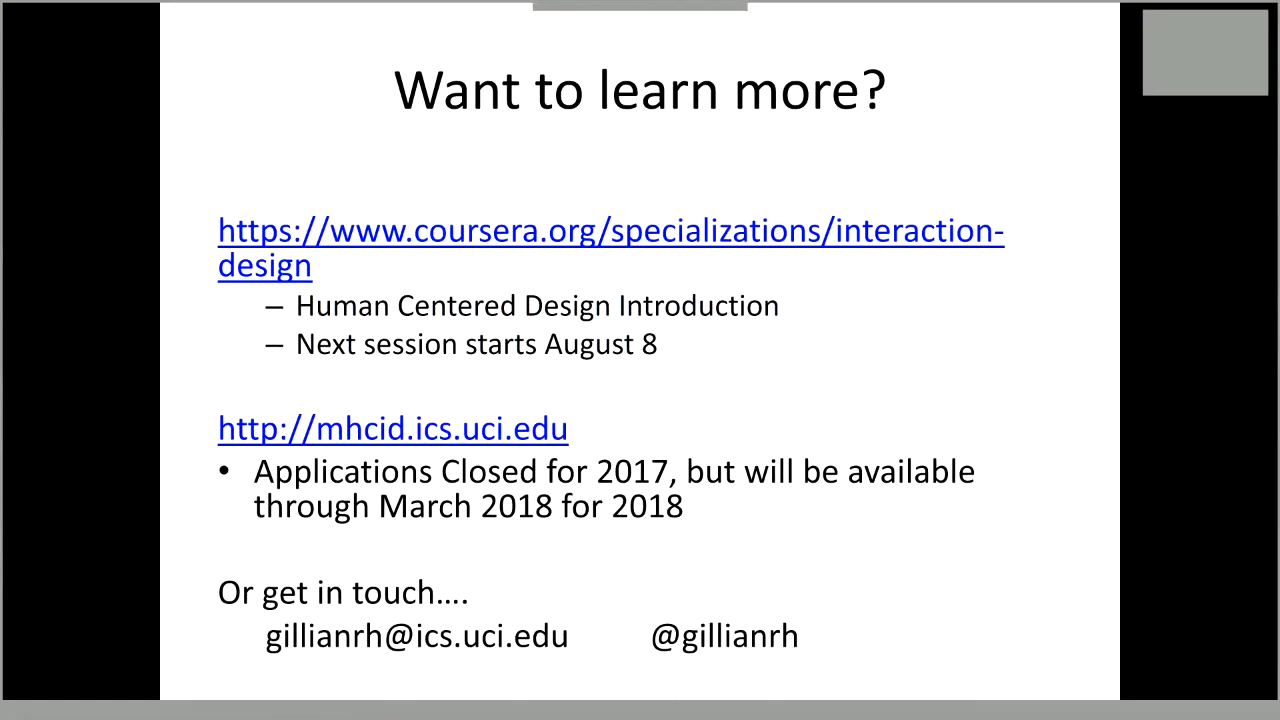 Want to learn more?
https://www.coursera.org/specializations/interaction-
design
– Human Centered Design Introduction
– Next session starts August 8
http://mhcid.ics.uci.edu
• Applications Closed for 2017, but will be available
through March 2018 for 2018
Or get in touch....
gillianrh@ics.uci.edu @gillianrh